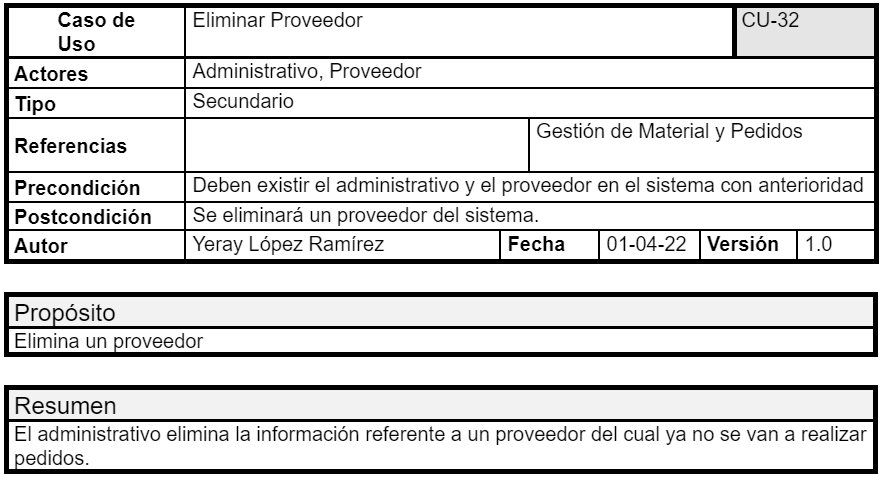 Caso de Uso Eliminar Proveedor CU-32
Actores Administrativo, Proveedor
Tipo Secundario
Referencias Gestión de Material y Pedidos
Precondición Deben existir el administrativo y el proveedor en el sistema con anterioridad
Postcondición Se eliminará un proveedor del sistema.
Autor Yeray López Ramírez Fecha 01-04-22 Versión 1.0
Propósito
Elimina un proveedor
Resumen
El administrativo elimina la información referente a un proveedor del cual ya no se van a realizar
pedidos.